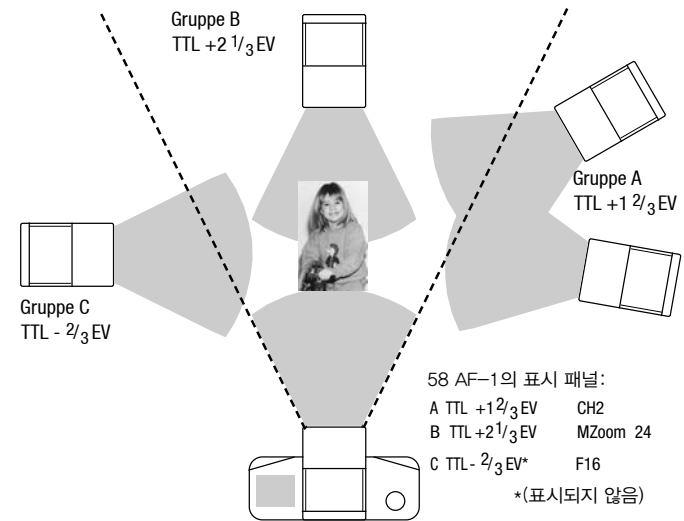 Gruppe B
TTL +2 1/3 EV
Gruppe A
TTL +1 2/3 EV
Gruppe C
TTL - 2/3 EV
58 AF-1의 표시 패널:
A TTL +1 2/3 EV CH2
B TTL +2 1/3 EV MZoom 24
C TTL - 2/3 EV* F16
*(표시되지 않음)